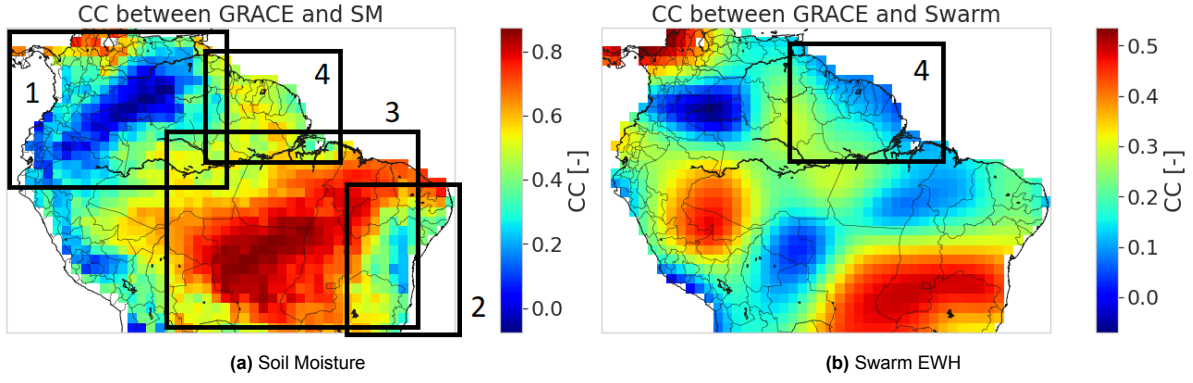 CC between GRACE and SM
1
4
3
2
0.8
0.6
0.4
0.2
0.0
CC [-]
(a) Soil Moisture
CC between GRACE and Swarm
4
0.5
0.4
0.3
0.2
0.1
0.0
CC [-]
(b) Swarm EWH